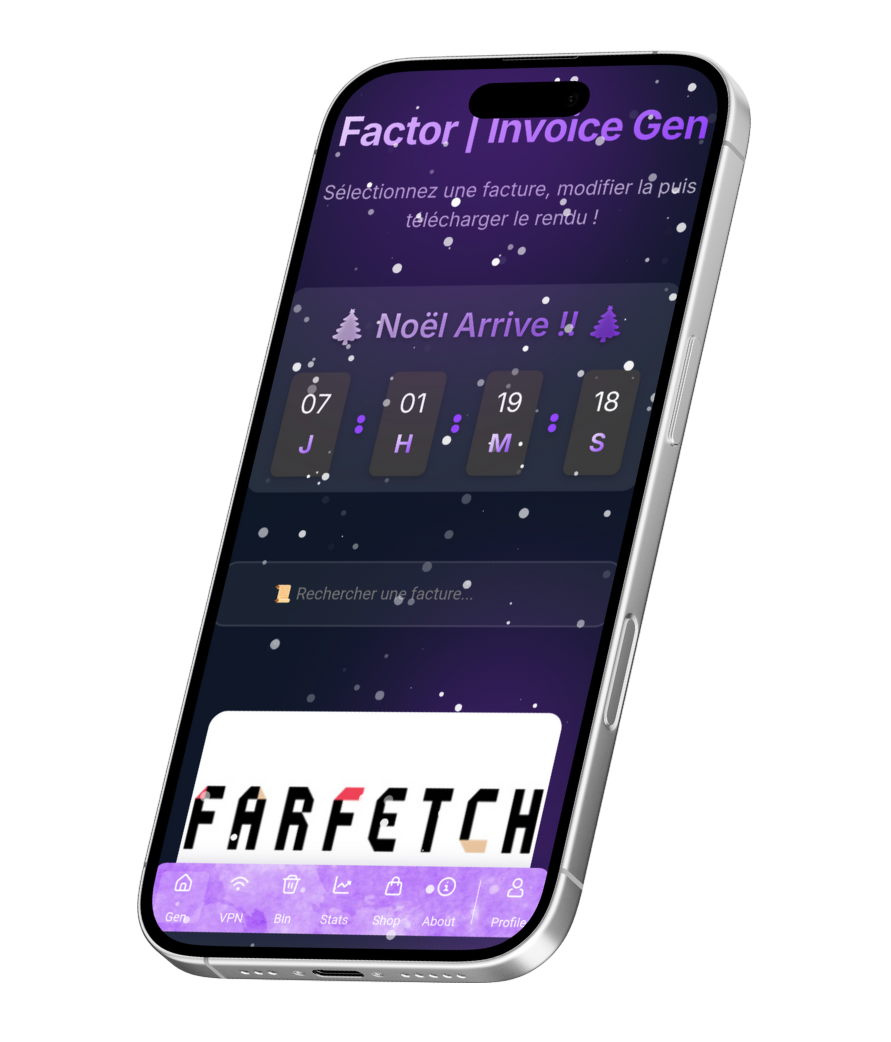 Factor | Invoice Gen
Sélectionnez une facture, modifier la puis
télécharger le rendu !
🎄 Noël Arrive !! 🎄
07 : 01 : 19 : 18
J H M S
📜 Rechercher une facture...
FARFETCH
Gen VPN Bin Stats Shop About Profile